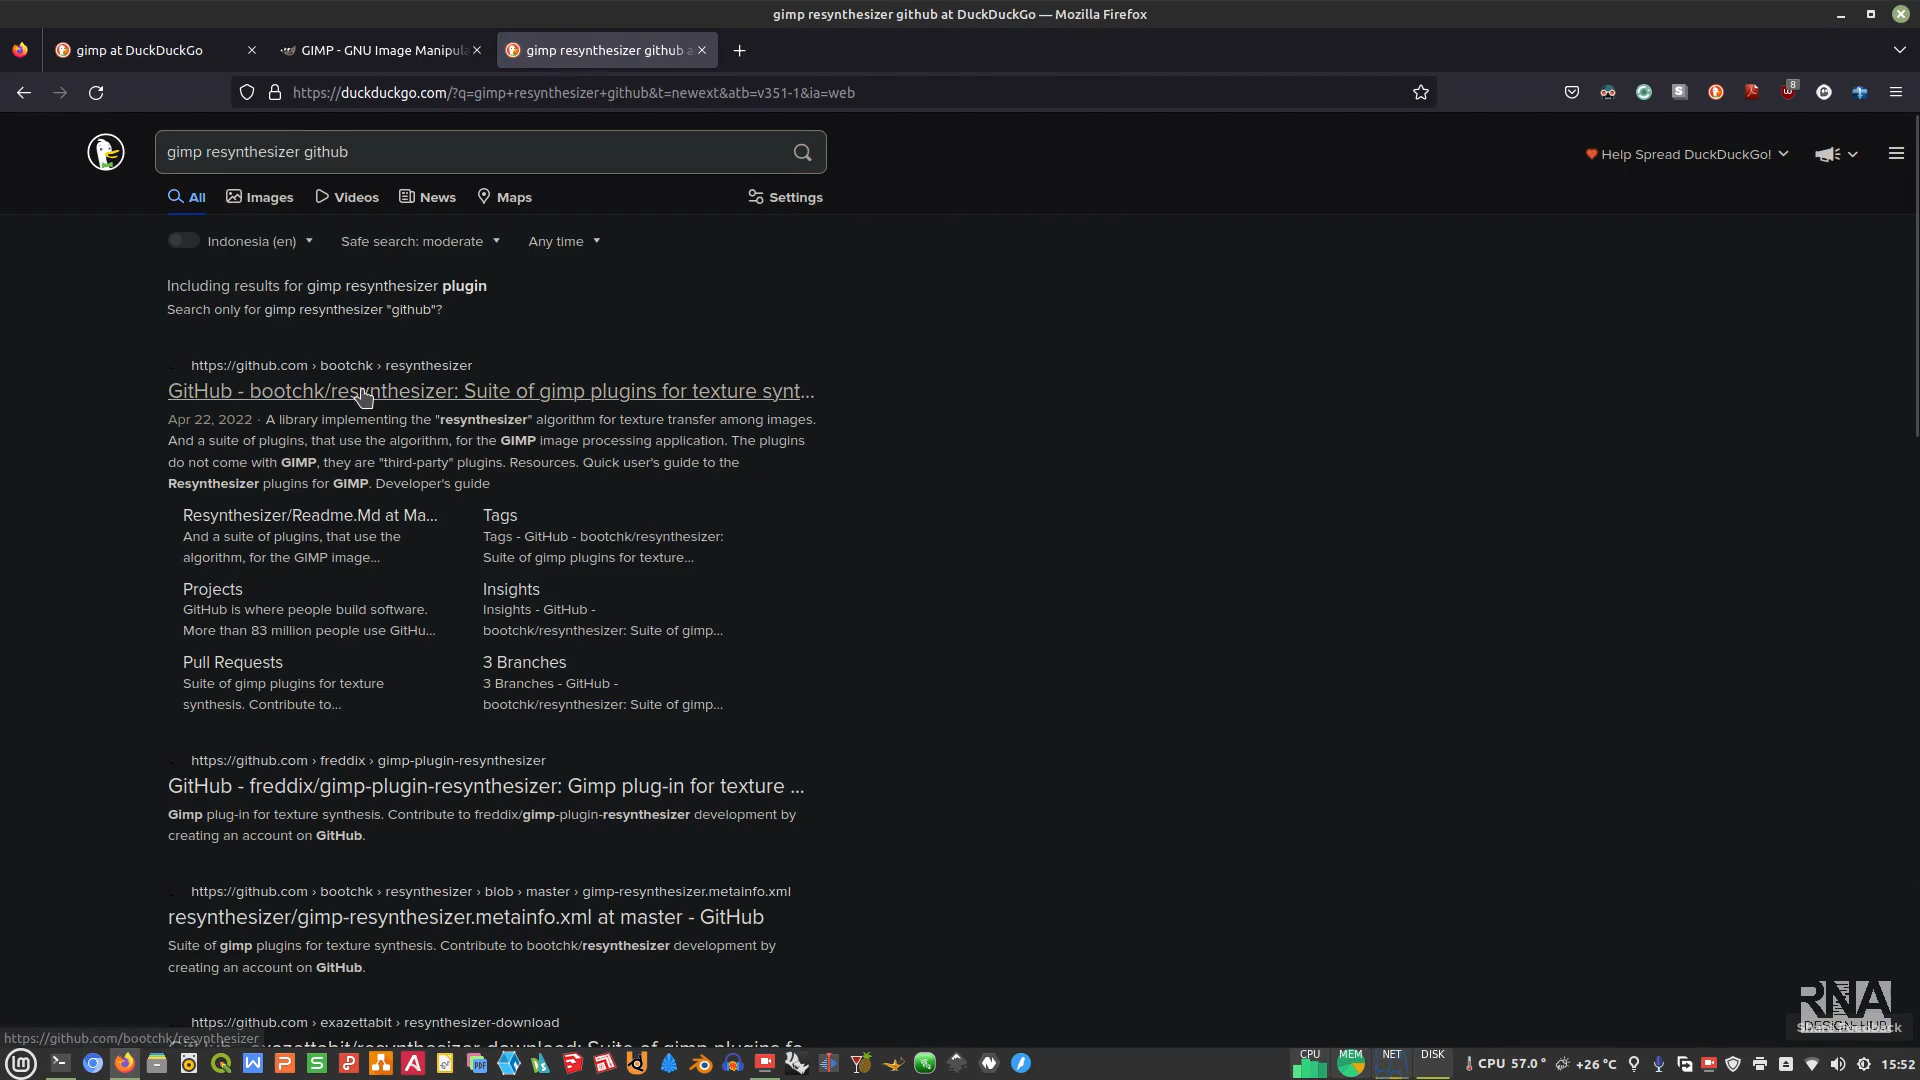 gimp resynthesizer github at DuckDuckGo — Mozilla Firefox
gimp at DuckDuckGo
GIMP - GNU Image Manipula
gimp resynthesizer github a
https://duckduckgo.com/?q=gimp+resynthesizer+github&t=newext&atb=v351-1&ia=web
8
gimp resynthesizer github
Help Spread DuckDuckGo!
All Images Videos News Maps Settings
Indonesia (en) Safe search: moderate Any time
Including results for gimp resynthesizer plugin
Search only for gimp resynthesizer "github"?
https://github.com › bootchk › resynthesizer
GitHub - bootchk/resynthesizer: Suite of gimp plugins for texture synt...
Apr 22, 2022 · A library implementing the "resynthesizer" algorithm for texture transfer among images.
And a suite of plugins, that use the algorithm, for the GIMP image processing application. The plugins
do not come with GIMP, they are "third-party" plugins. Resources. Quick user's guide to the
Resynthesizer plugins for GIMP. Developer's guide
Resynthesizer/Readme.Md at Ma...
And a suite of plugins, that use the
algorithm, for the GIMP image...
Tags
Tags - GitHub - bootchk/resynthesizer:
Suite of gimp plugins for texture...
Projects
GitHub is where people build software.
More than 83 million people use GitHu...
Insights
Insights - GitHub -
bootchk/resynthesizer: Suite of gimp...
Pull Requests
Suite of gimp plugins for texture
synthesis. Contribute to...
3 Branches
3 Branches - GitHub -
bootchk/resynthesizer: Suite of gimp...
https://github.com › freddix › gimp-plugin-resynthesizer
GitHub - freddix/gimp-plugin-resynthesizer: Gimp plug-in for texture ...
Gimp plug-in for texture synthesis. Contribute to freddix/gimp-plugin-resynthesizer development by
creating an account on GitHub.
https://github.com › bootchk › resynthesizer › blob › master › gimp-resynthesizer.metainfo.xml
resynthesizer/gimp-resynthesizer.metainfo.xml at master - GitHub
Suite of gimp plugins for texture synthesis. Contribute to bootchk/resynthesizer development by
creating an account on GitHub.
https://github.com › exazettabit › resynthesizer-download
GitHub - exazettabit/resynthesizer-download: Suite of gimp plugins fo
https://github.com/bootchk/resynthesizer
RNA
DESIGN HUB
Share Feedback
CPU MEM NET DISK
CPU 57.0° +26°C 15:52